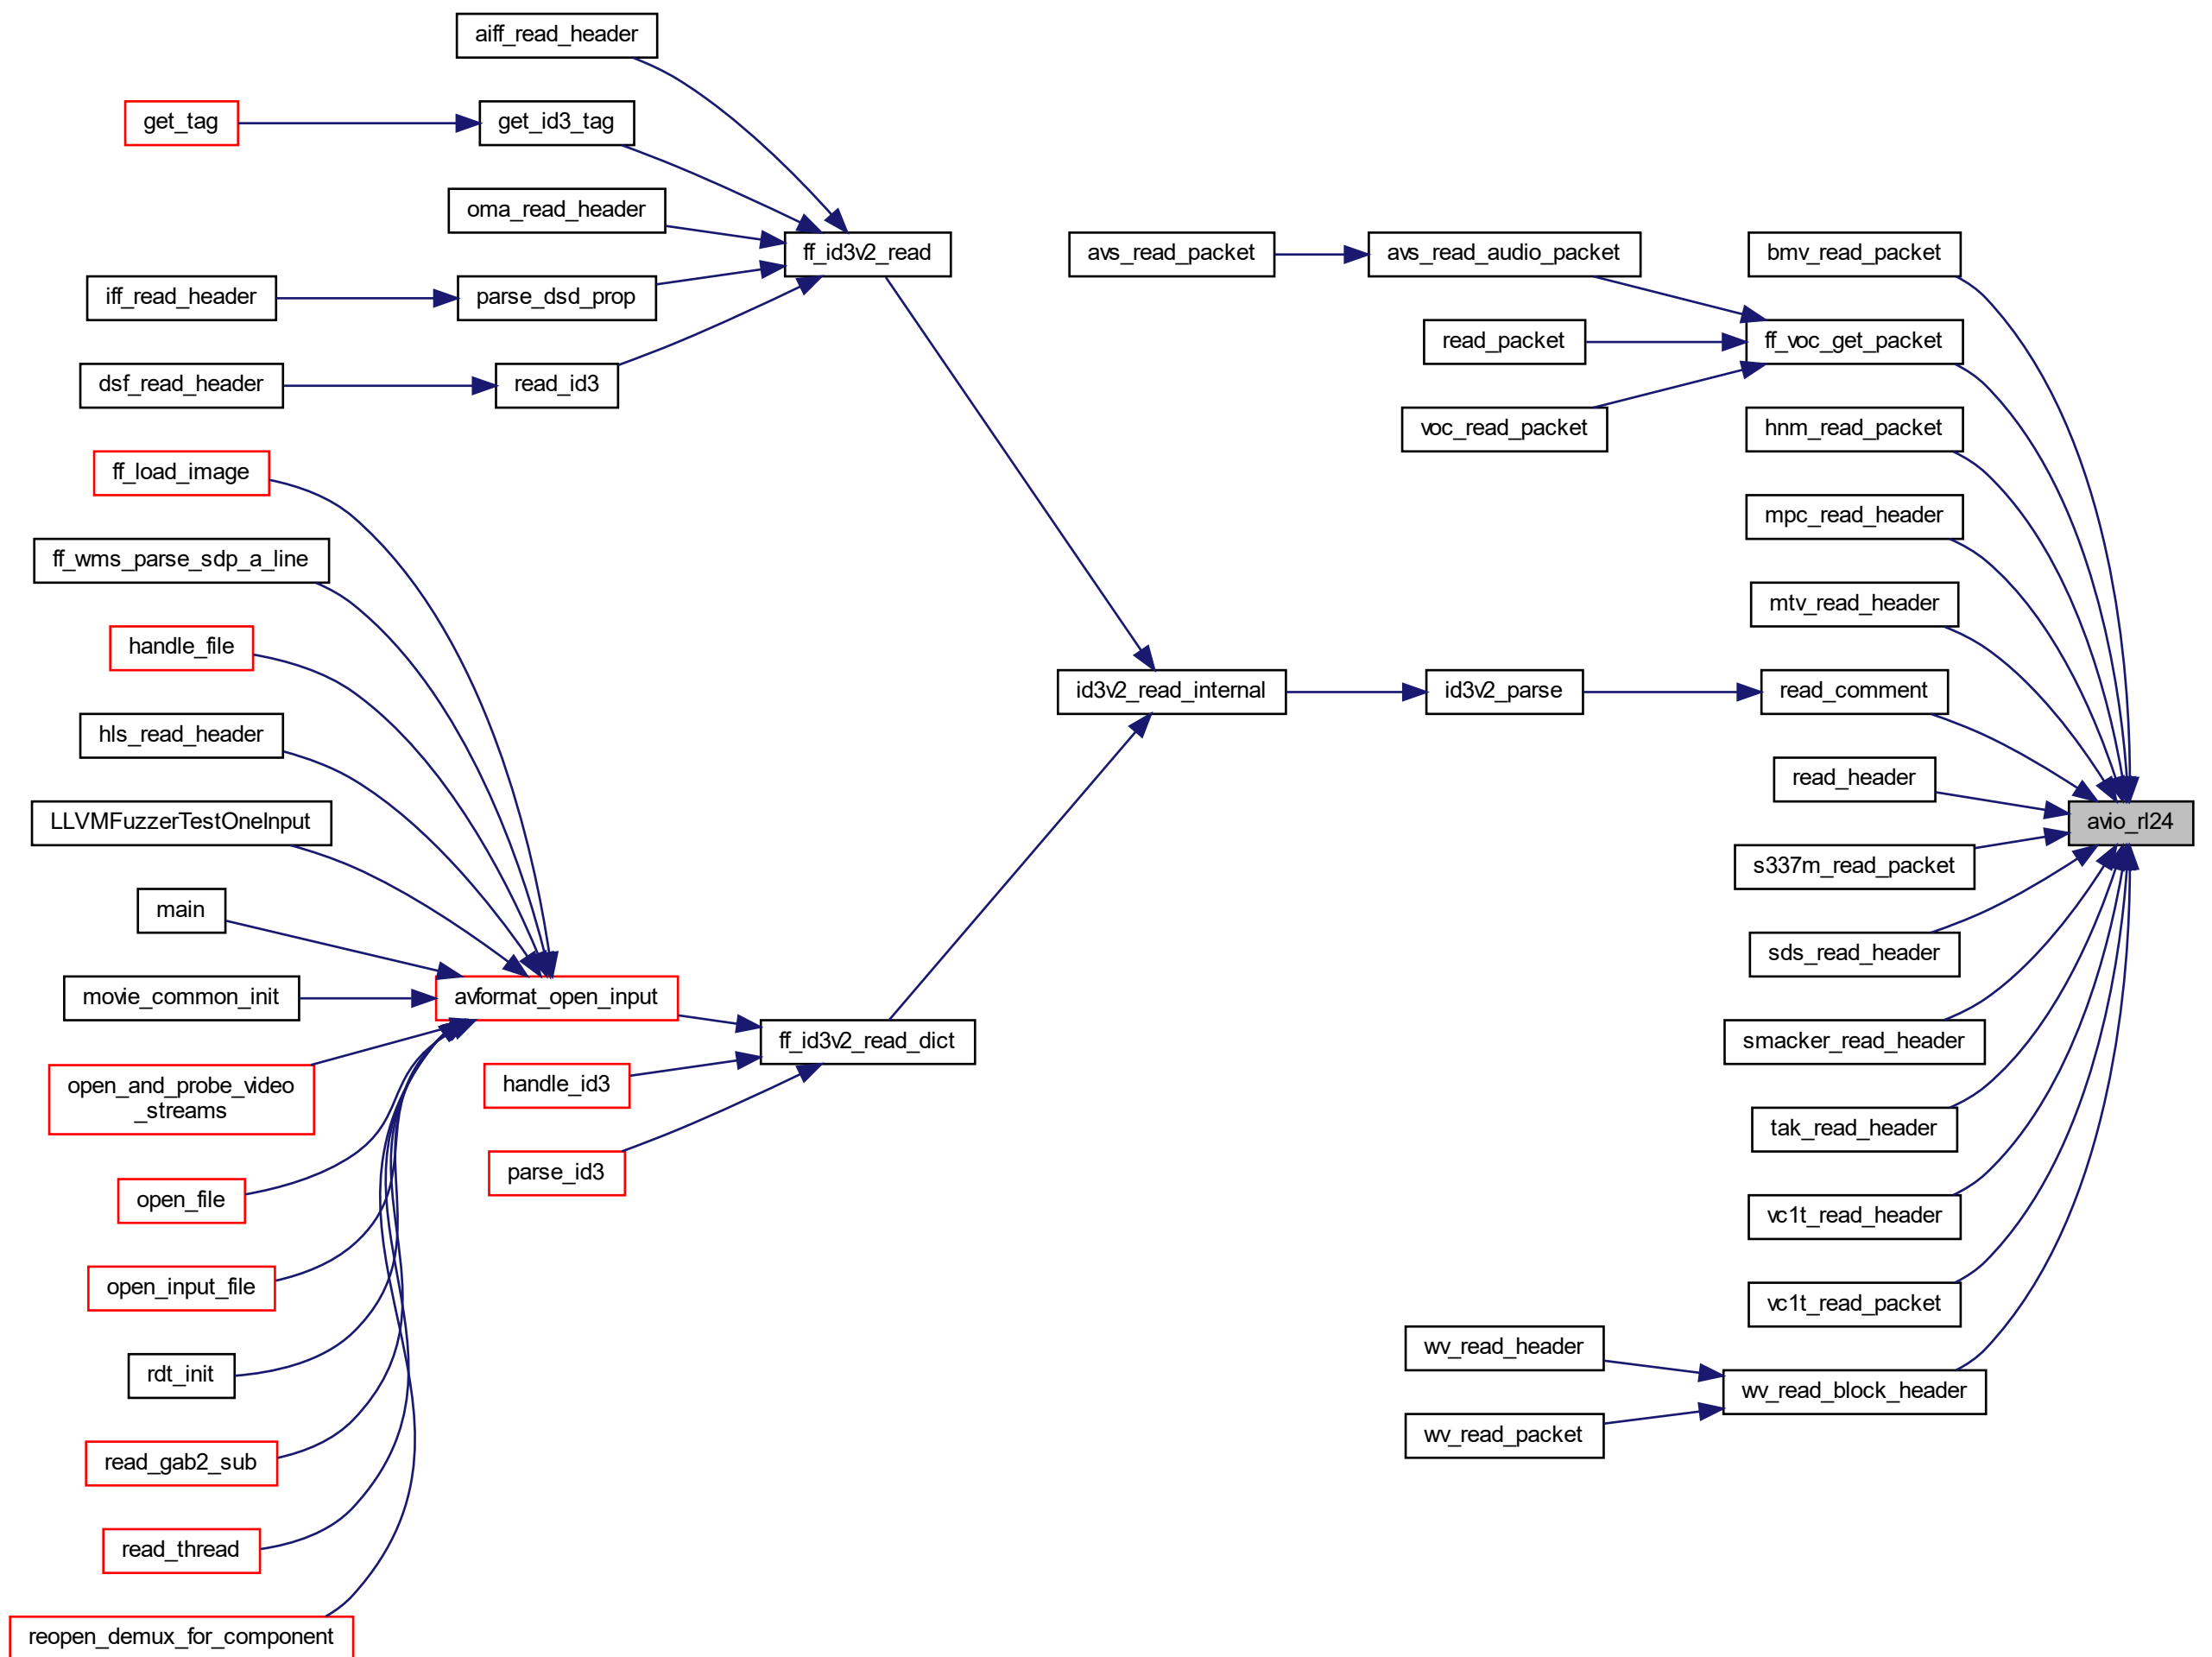 aiff_read_header
get_tag
get_id3_tag
oma_read_header
ff_id3v2_read
iff_read_header
parse_dsd_prop
dsf_read_header
read_id3
avs_read_packet
avs_read_audio_packet
bmv_read_packet
read_packet
ff_voc_get_packet
voc_read_packet
hnm_read_packet
ff_load_image
mpc_read_header
ff_wms_parse_sdp_a_line
mtv_read_header
handle_file
id3v2_read_internal
id3v2_parse
read_comment
hls_read_header
read_header
LLVMFuzzerTestOneInput
avio_rl24
s337m_read_packet
main
sds_read_header
movie_common_init
avformat_open_input
ff_id3v2_read_dict
smacker_read_header
open_and_probe_video
_streams
handle_id3
tak_read_header
parse_id3
open_file
vc1t_read_header
open_input_file
vc1t_read_packet
rdt_init
wv_read_header
wv_read_block_header
wv_read_packet
read_gab2_sub
read_thread
reopen_demux_for_component